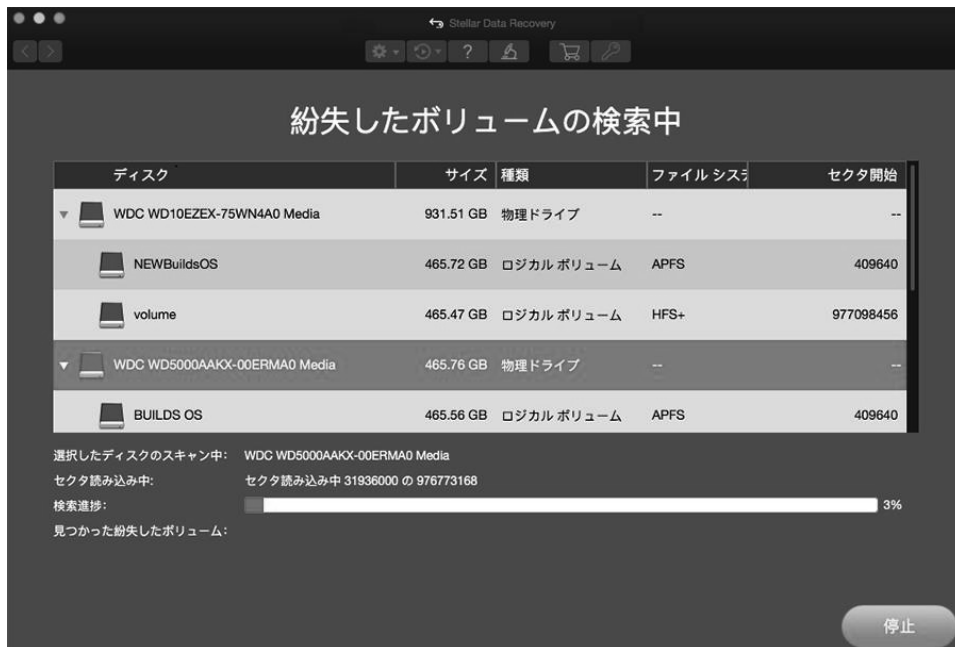 Stellar Data Recovery
?
紛失したボリュームの検索中
ディスク サイズ 種類 ファイル システ セクタ開始
WDC WD10EZEX-75WN4A0 Media 931.51 GB 物理ドライブ -- --
NEWBuildsOS 465.72 GB ロジカル ボリューム APFS 409640
volume 465.47 GB ロジカル ボリューム HFS+ 977098456
WDC WD5000AAKX-00ERMA0 Media 465.76 GB 物理ドライブ -- --
BUILDS OS 465.56 GB ロジカル ボリューム APFS 409640
選択したディスクのスキャン中: WDC WD5000AAKX-00ERMA0 Media
セクタ読み込み中: セクタ読み込み中 31936000 の 976773168
検索進捗: 3%
見つかった紛失したボリューム:
停止